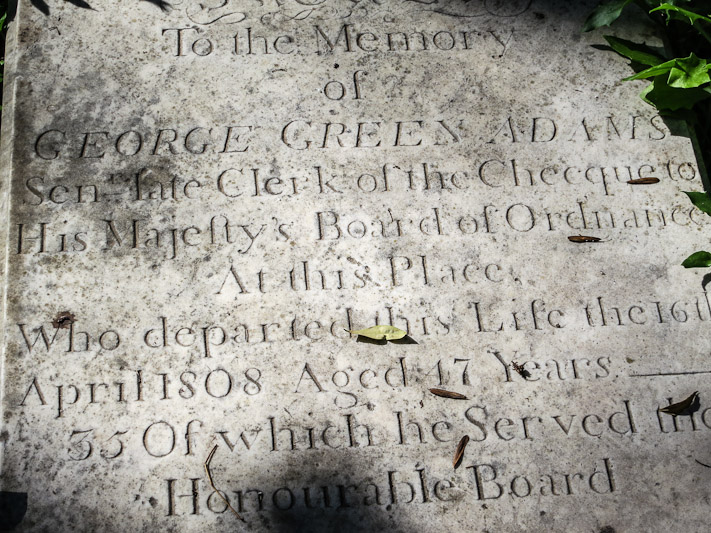 To the Memory
of
GEORGE GREEN ADAMS
Senr. late Clerk of the Checque to
His Majeſty's Board of Ordnance
At this Place
Who departed this Life the 16th
April 1808 Aged 47 Years
35 Of which he Served the
Honourable Board